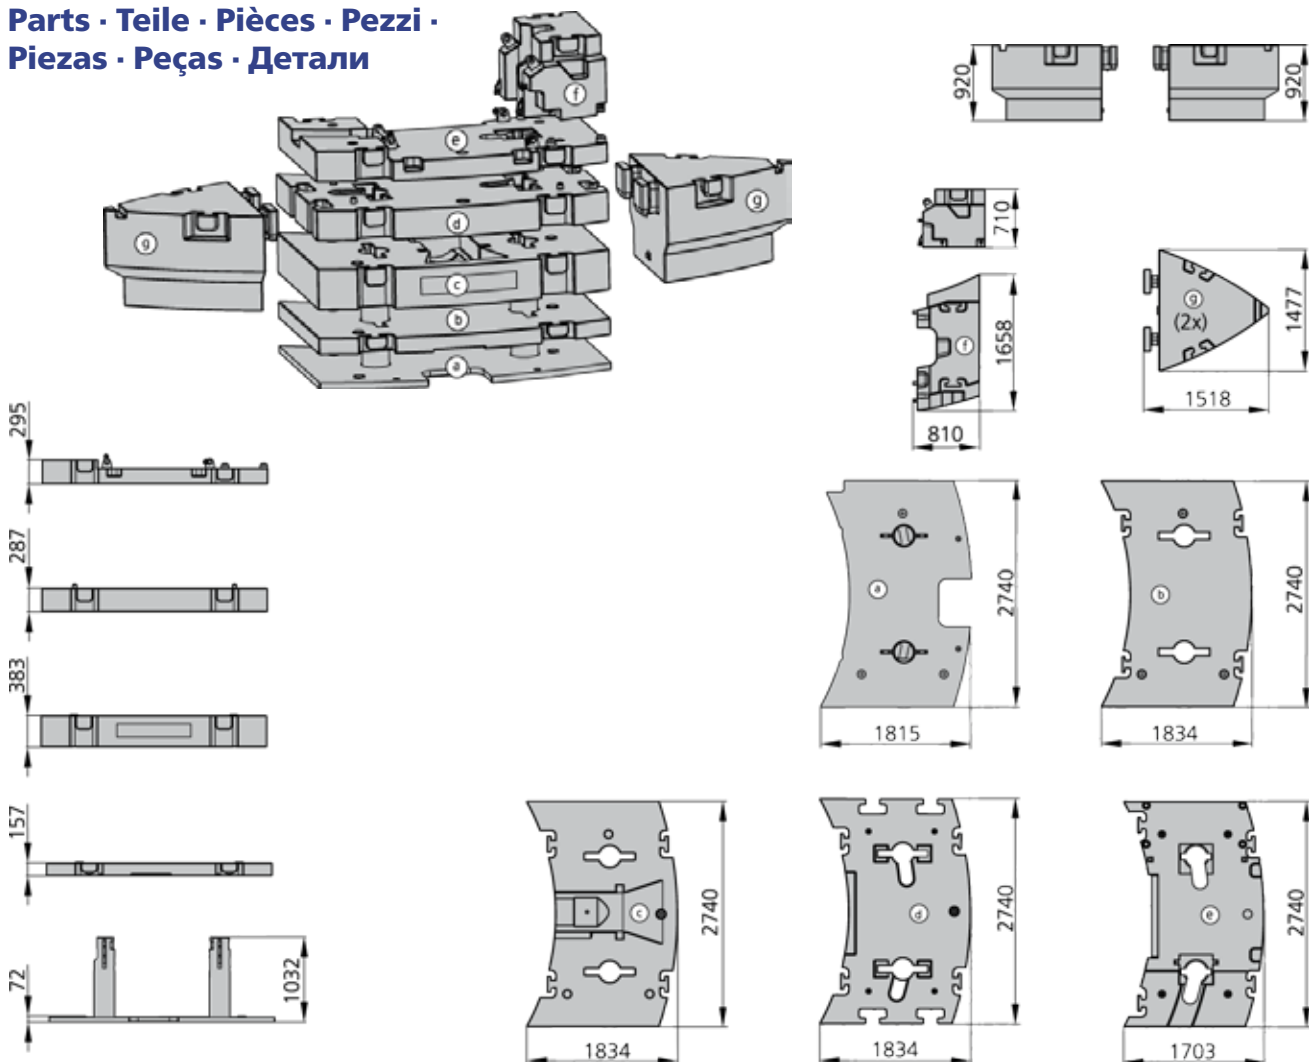 Parts · Teile · Pièces · Pezzi ·
Piezas · Peças · Детали
f
e
g
g
d
c
b
a
920
920
710
f
1658
810
g
(2x)
1477
1518
295
287
383
157
72
1032
a
2740
1815
b
2740
1834
c
2740
1834
d
2740
1834
e
2740
1703